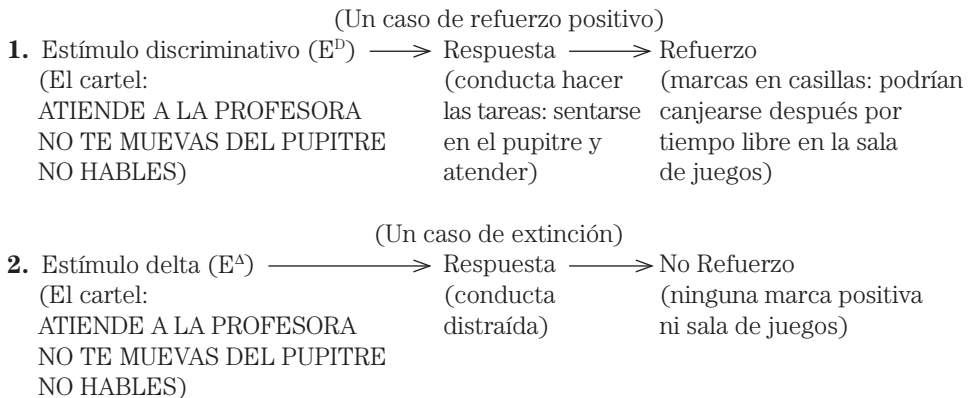 (Un caso de refuerzo positivo)
1. Estímulo discriminativo (Eᴰ) → Respuesta → Refuerzo
(El cartel: (conducta hacer (marcas en casillas: podrían
ATIENDE A LA PROFESORA las tareas: sentarse canjearse después por
NO TE MUEVAS DEL PUPITRE en el pupitre y tiempo libre en la sala
NO HABLES) atender) de juegos)
(Un caso de extinción)
2. Estímulo delta (E^Δ) → Respuesta → No Refuerzo
(El cartel: (conducta (ninguna marca positiva
ATIENDE A LA PROFESORA distraída) ni sala de juegos)
NO TE MUEVAS DEL PUPITRE
NO HABLES)